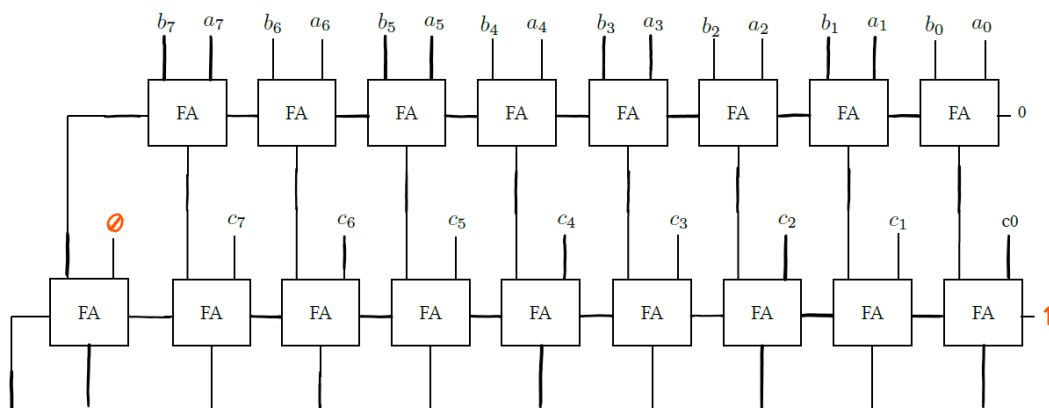 b₇ a₇ b₆ a₆ b₅ a₅ b₄ a₄ b₃ a₃ b₂ a₂ b₁ a₁ b₀ a₀
FA FA FA FA FA FA FA FA 0
0 c₇ c₆ c₅ c₄ c₃ c₂ c₁ c0
FA FA FA FA FA FA FA FA FA 1